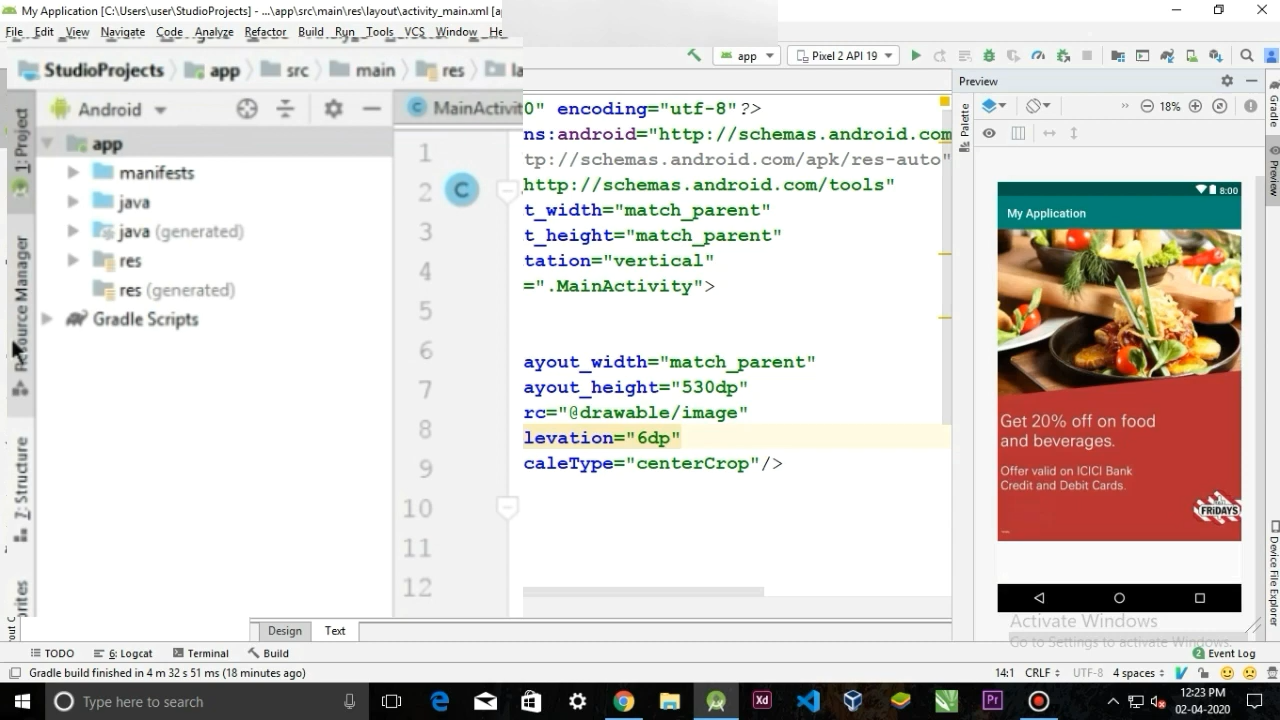 My Application [C:\Users\user\StudioProjects] - ...\app\src\main\res\layout\activity_main.xml [a
File Edit View Navigate Code Analyze Refactor Build Run Tools VCS Window He
StudioProjects app src main res la
app Pixel 2 API 19
Android MainActivit
1: Project
app
manifests
java
java (generated)
res
res (generated)
Gradle Scripts
Resource Manager
7: Structure
1
2
3
4
5
6
7
8
9
10
11
12
0" encoding="utf-8"?>
ns:android="http://schemas.android.com
tp://schemas.android.com/apk/res-auto"
http://schemas.android.com/tools"
t_width="match_parent"
t_height="match_parent"
tation="vertical"
=".MainActivity">
ayout_width="match_parent"
ayout_height="530dp"
rc="@drawable/image"
levation="6dp"
caleType="centerCrop"/>
Preview
Palette
18%
8:00
My Application
Get 20% off on food
and beverages.
Offer valid on ICICI Bank
Credit and Debit Cards.
FRiDAYS
Gradle
Preview
Device File Explorer
Activate Windows
Go to Settings to activate Windows.
Design Text
TODO 6: Logcat Terminal Build 2 Event Log
Gradle build finished in 4 m 32 s 51 ms (18 minutes ago) 14:1 CRLF UTF-8 4 spaces
Type here to search
Xd Pr
12:23 PM
02-04-2020